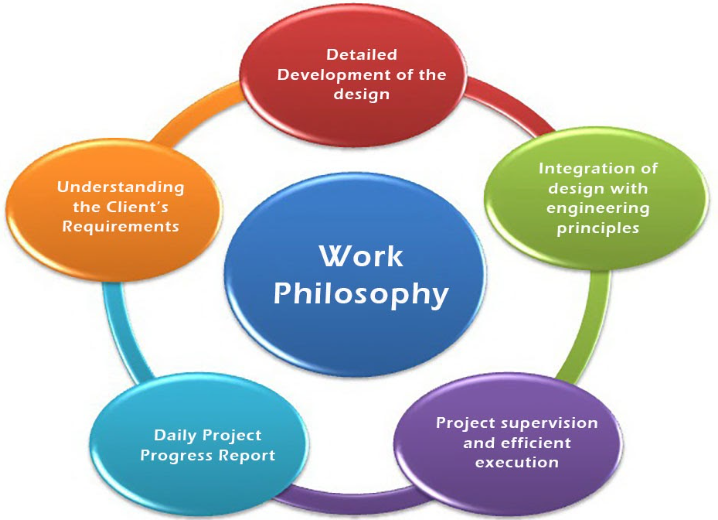 Detailed
Development of the
design
Integration of
design with
engineering
principles
Understanding
the Client's
Requirements
Work
Philosophy
Project supervision
and efficient
execution
Daily Project
Progress Report